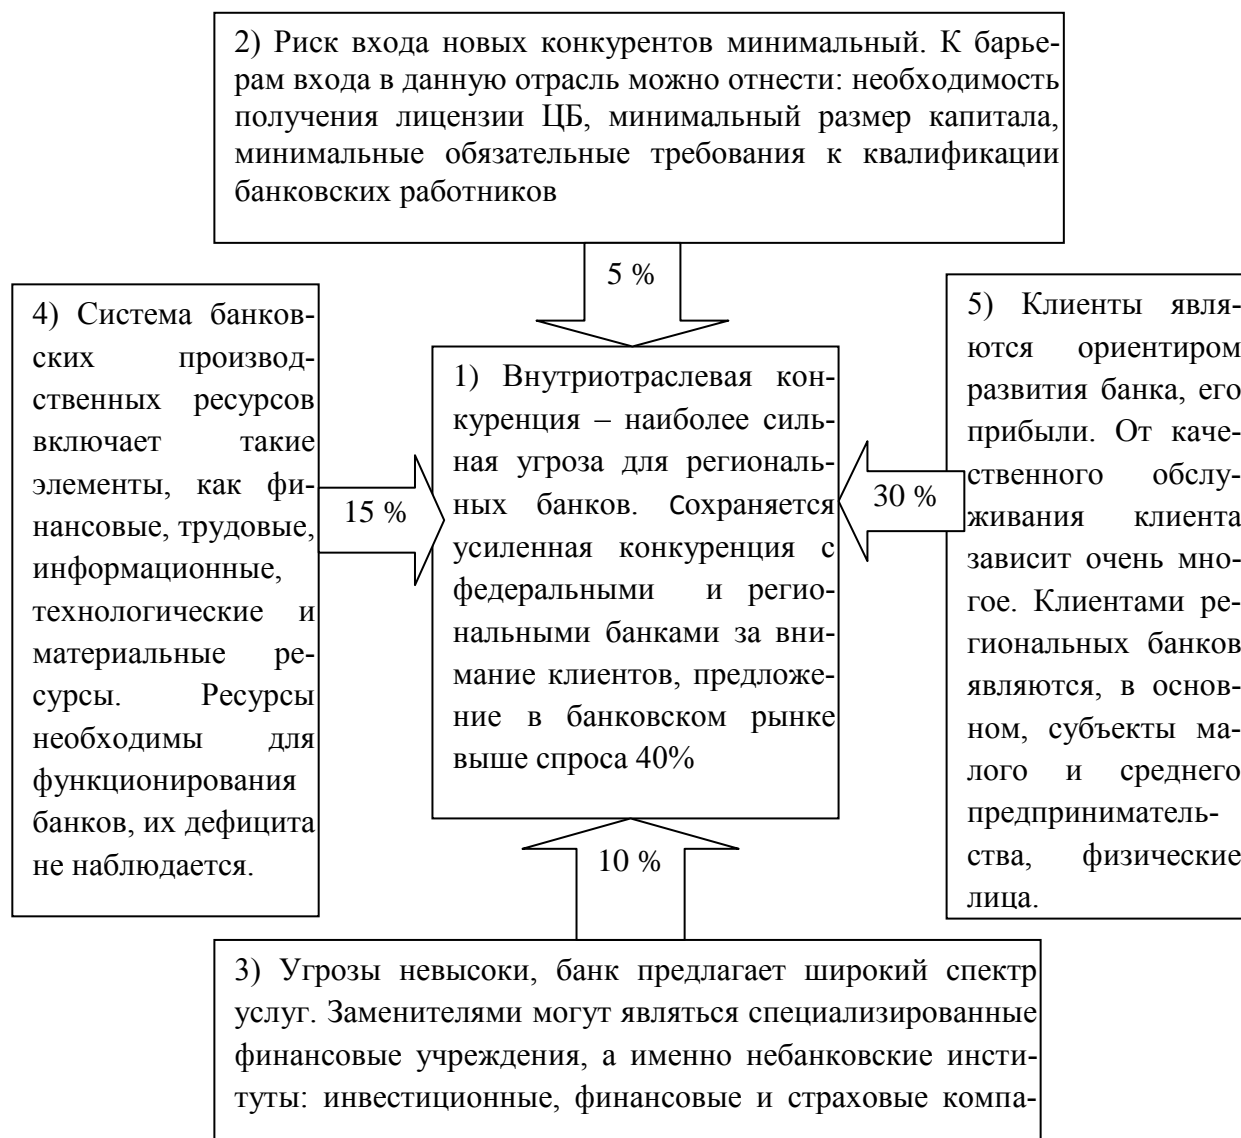 2) Риск входа новых конкурентов минимальный. К барье-
рам входа в данную отрасль можно отнести: необходимость
получения лицензии ЦБ, минимальный размер капитала,
минимальные обязательные требования к квалификации
банковских работников
5 %
4) Система банков-
ских производ-
ственных ресурсов
включает такие
элементы, как фи-
нансовые, трудовые,
информационные,
технологические и
материальные ре-
сурсы. Ресурсы
необходимы для
функционирования
банков, их дефицита
не наблюдается.
15 %
1) Внутриотраслевая кон-
куренция – наиболее силь-
ная угроза для региональ-
ных банков. Сохраняется
усиленная конкуренция с
федеральными и регио-
нальными банками за вни-
мание клиентов, предложе-
ние в банковском рынке
выше спроса 40%
30 %
5) Клиенты явля-
ются ориентиром
развития банка, его
прибыли. От каче-
ственного обслу-
живания клиента
зависит очень мно-
гое. Клиентами ре-
гиональных банков
являются, в основ-
ном, субъекты ма-
лого и среднего
предприниматель-
ства, физические
лица.
10 %
3) Угрозы невысоки, банк предлагает широкий спектр
услуг. Заменителями могут являться специализированные
финансовые учреждения, а именно небанковские инсти-
туты: инвестиционные, финансовые и страховые компа-